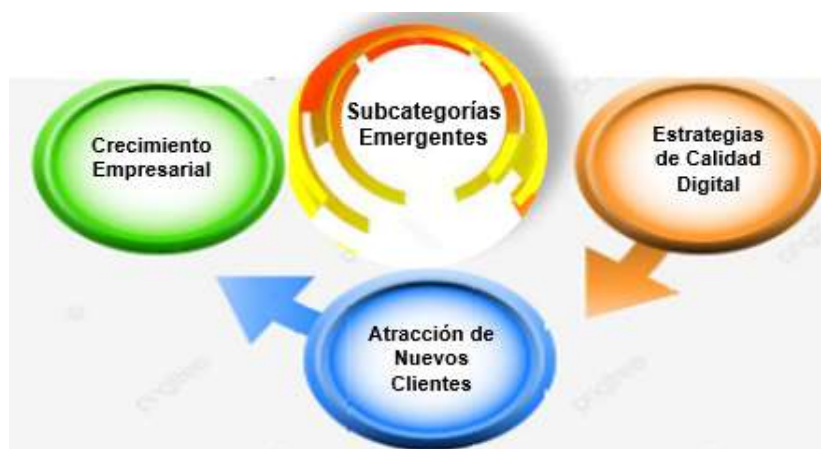 Subcategorías
Emergentes
Crecimiento
Empresarial
Estrategias
de Calidad
Digital
Atracción de
Nuevos
Clientes